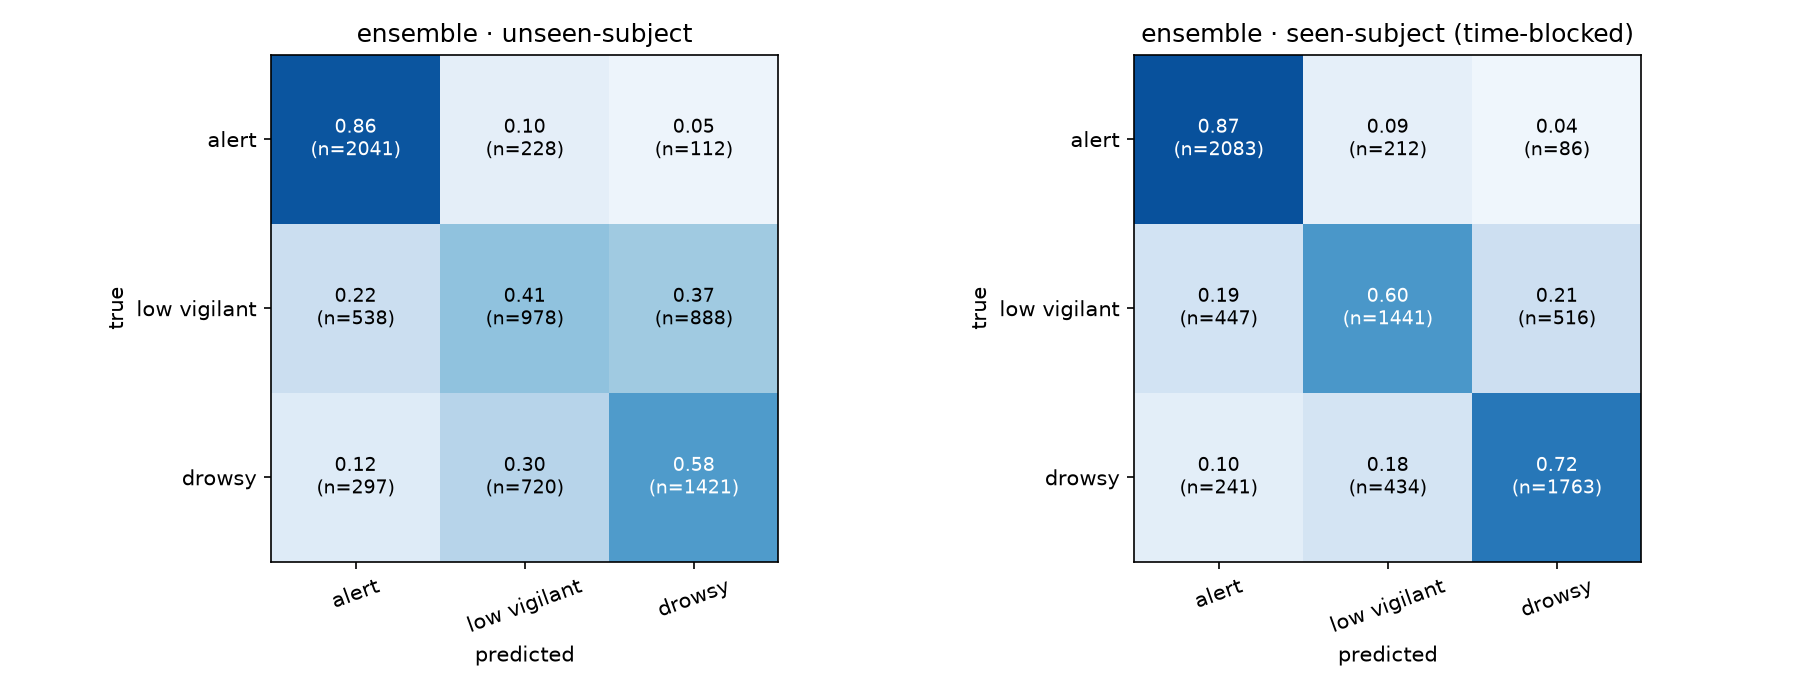 ensemble · unseen-subject
true
alert
0.86
(n=2041)
0.10
(n=228)
0.05
(n=112)
low vigilant
0.22
(n=538)
0.41
(n=978)
0.37
(n=888)
drowsy
0.12
(n=297)
0.30
(n=720)
0.58
(n=1421)
alert
low vigilant
drowsy
predicted
ensemble · seen-subject (time-blocked)
true
alert
0.87
(n=2083)
0.09
(n=212)
0.04
(n=86)
low vigilant
0.19
(n=447)
0.60
(n=1441)
0.21
(n=516)
drowsy
0.10
(n=241)
0.18
(n=434)
0.72
(n=1763)
alert
low vigilant
drowsy
predicted